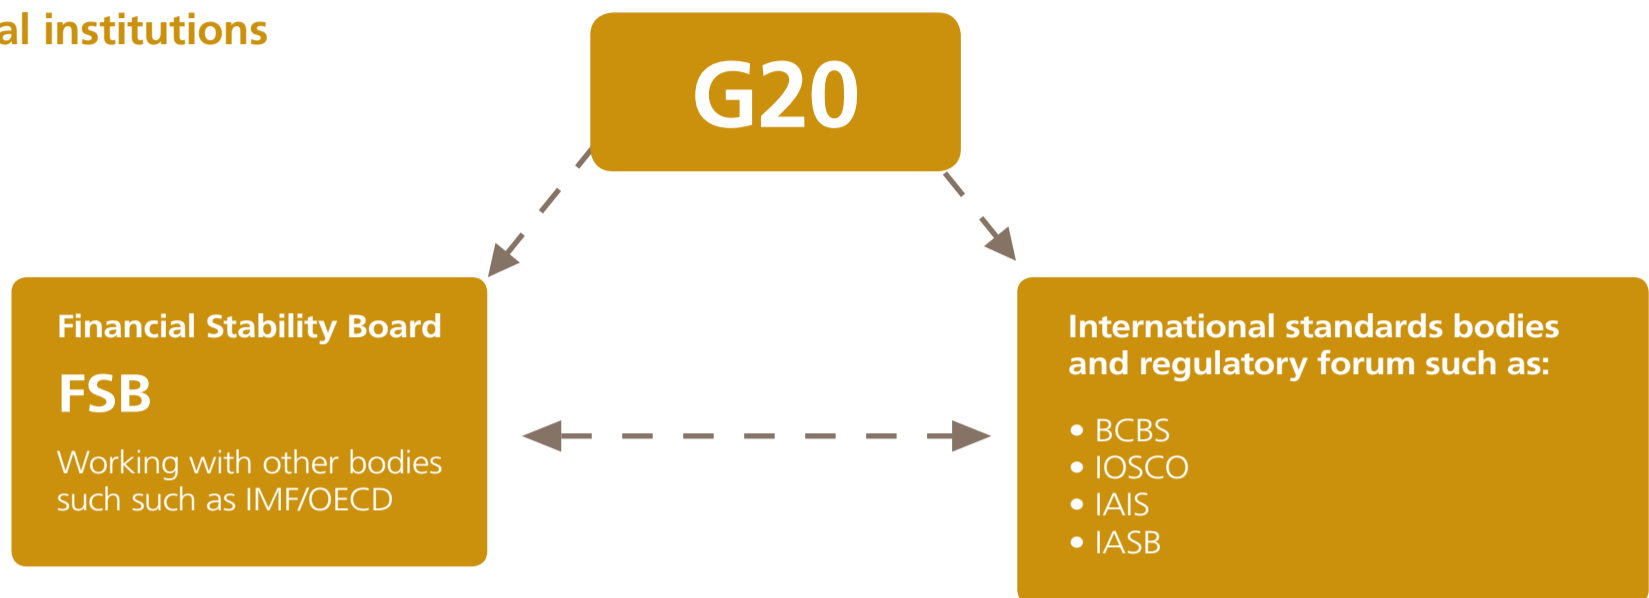 al institutions
G20
Financial Stability Board
FSB
Working with other bodies
such such as IMF/OECD
International standards bodies
and regulatory forum such as:
• BCBS
• IOSCO
• IAIS
• IASB